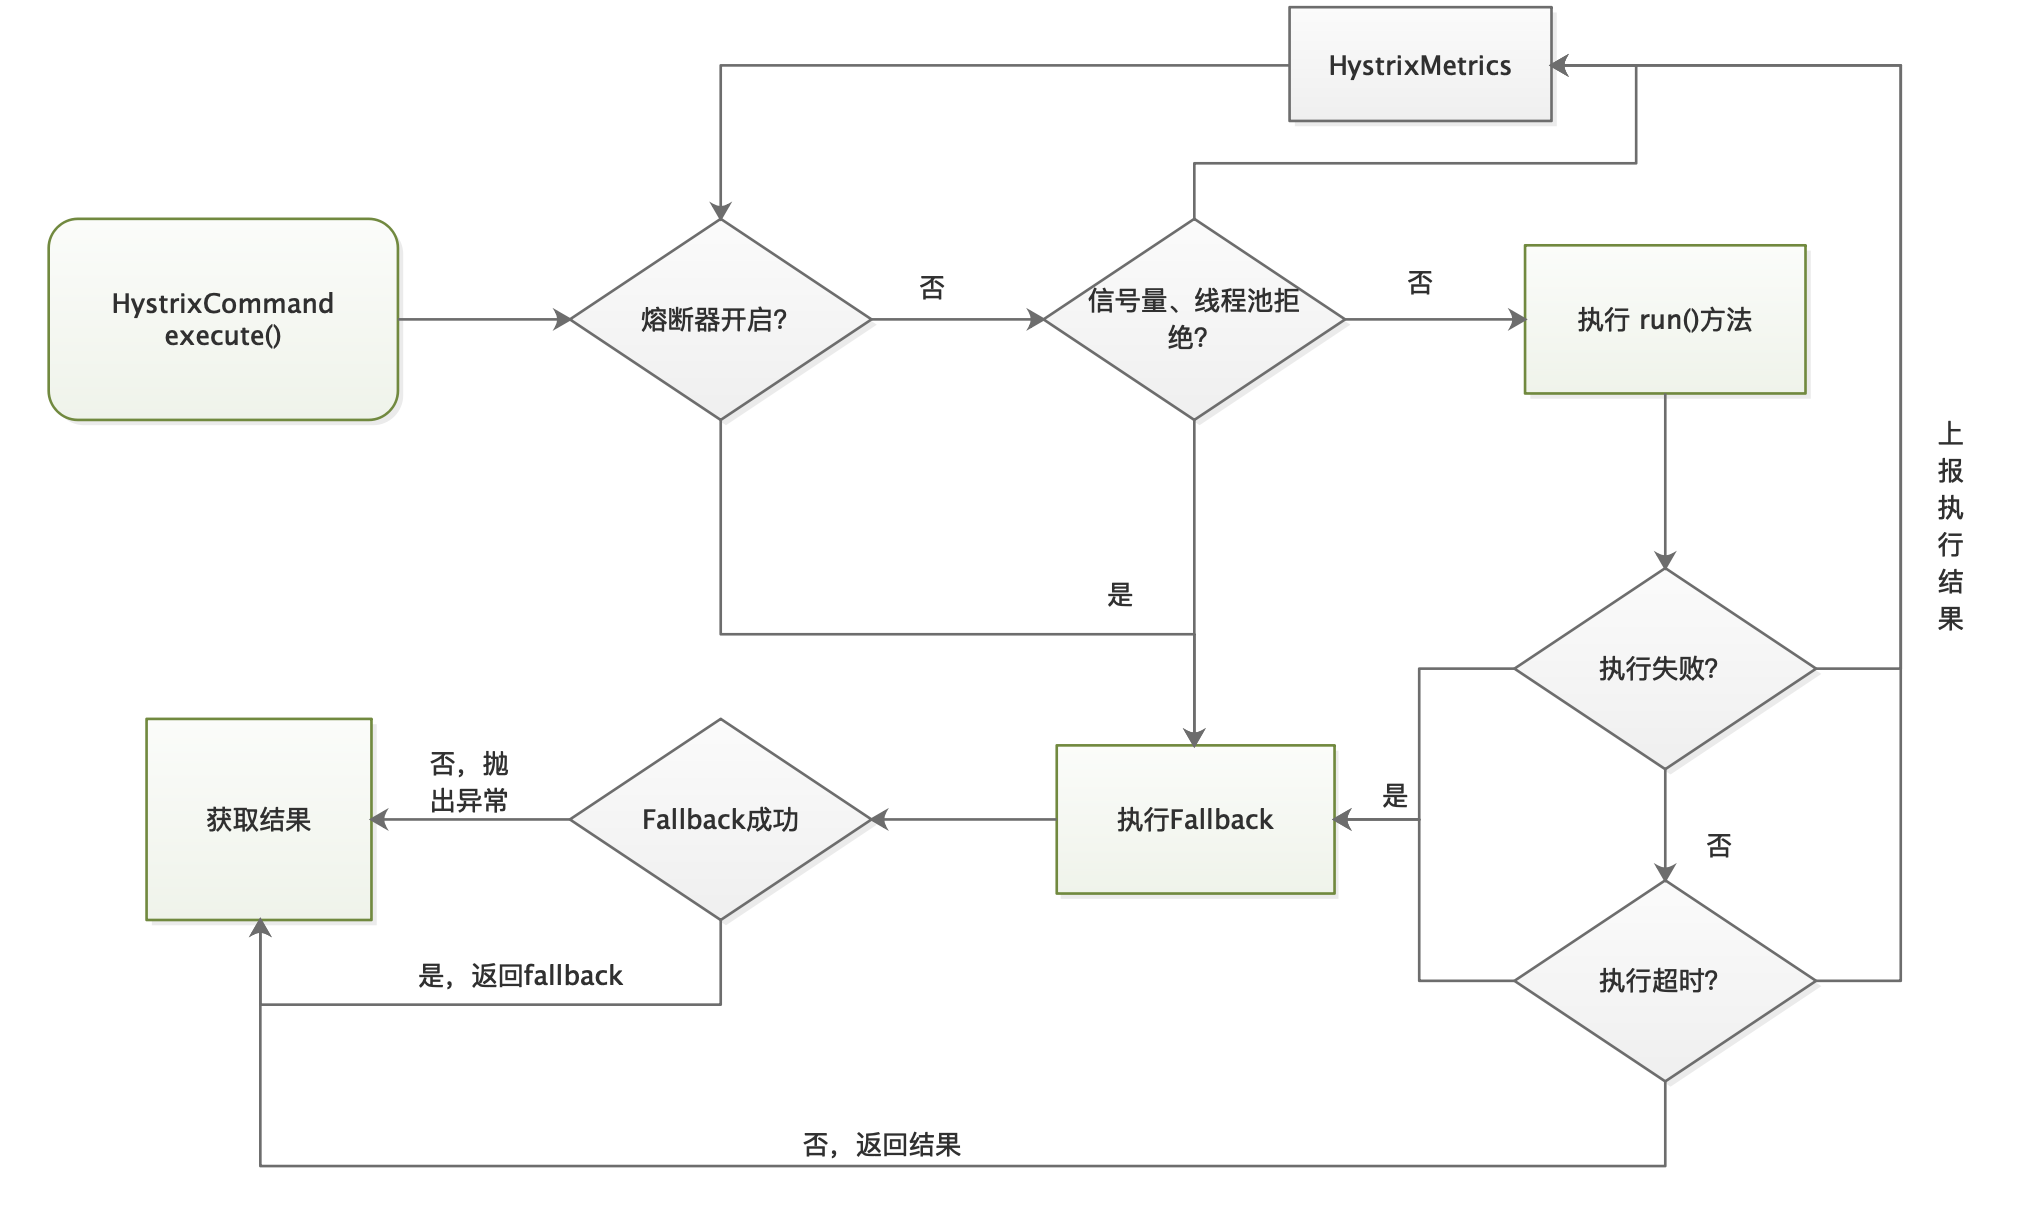 HystrixMetrics
HystrixCommand
execute()
熔断器开启?
否
信号量、线程池拒
绝?
否
执行 run()方法
上
报
执
行
结
果
是
执行失败?
获取结果
否，抛
出异常
Fallback成功
执行Fallback
是
否
是，返回fallback
执行超时?
否，返回结果